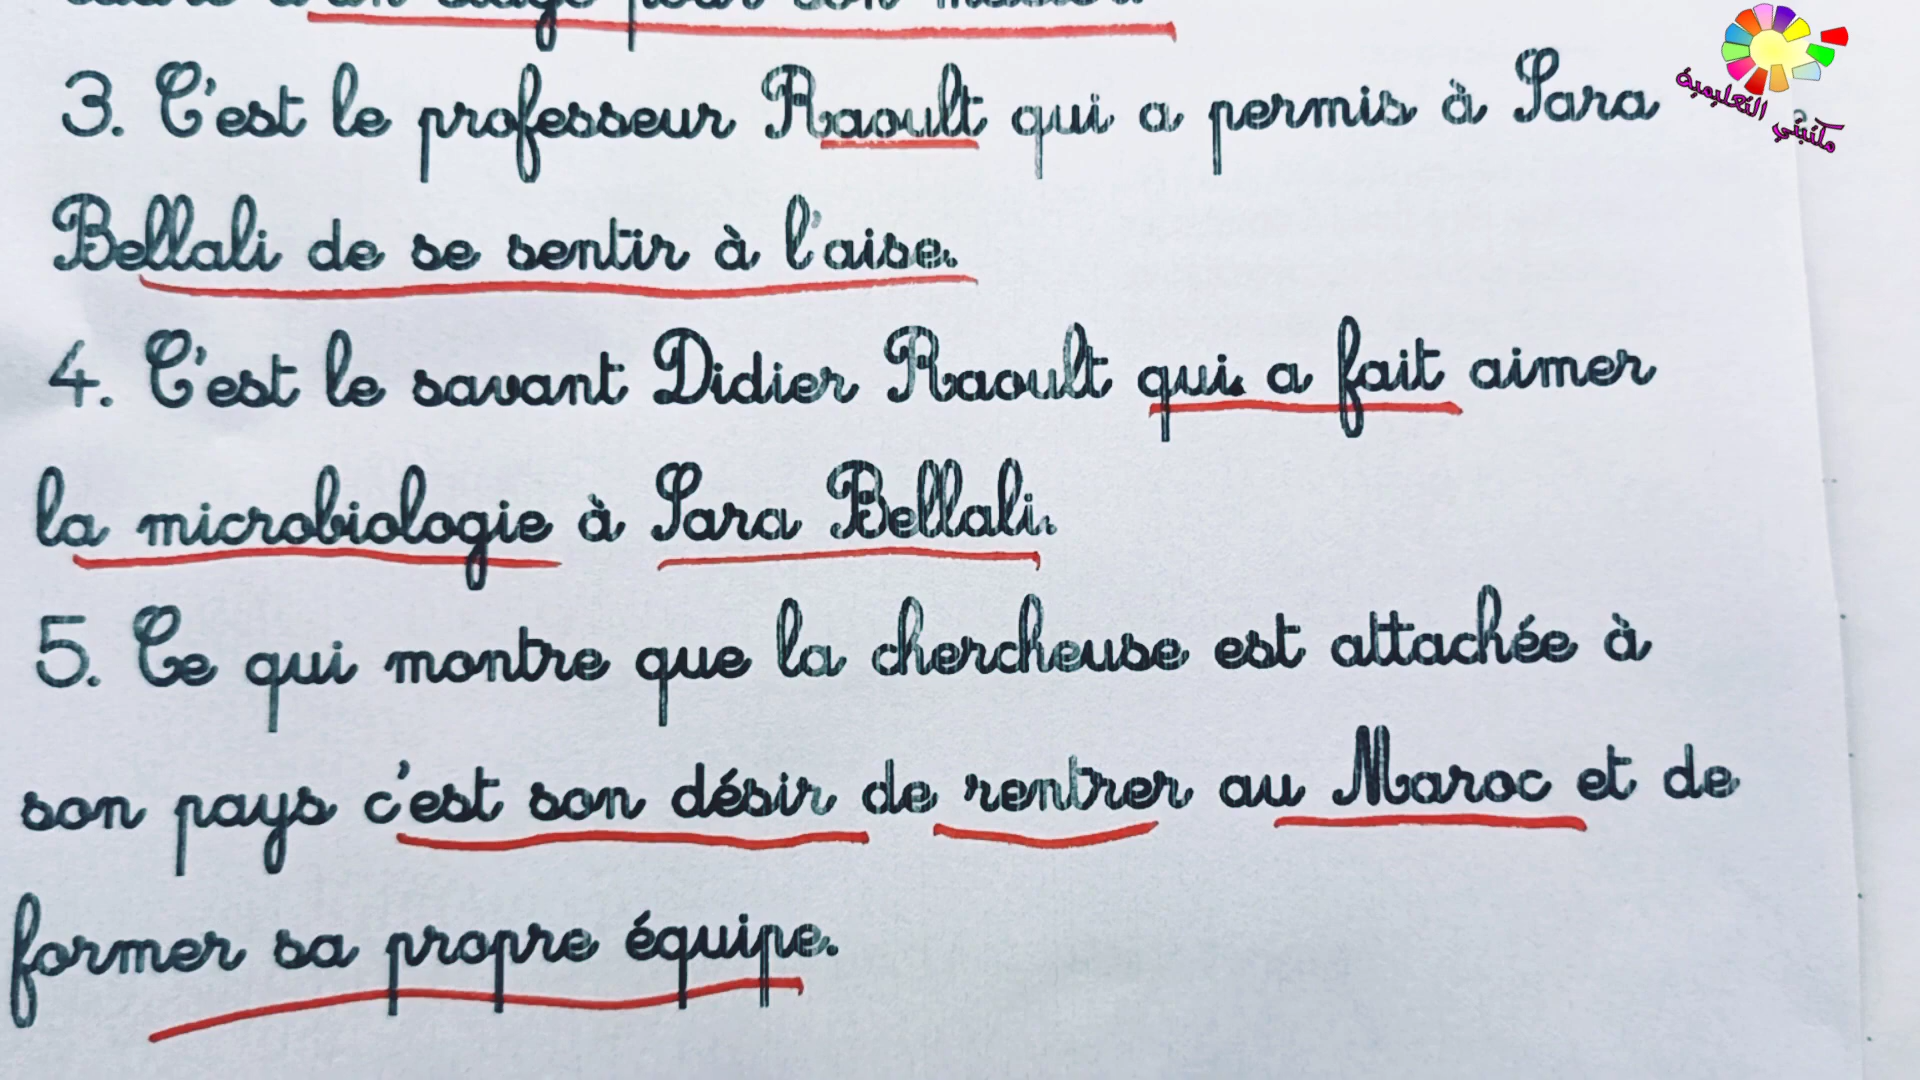 3. C'est le professeur Raoult qui a permis à Sara
Bellali de se sentir à l'aise.
4. C'est le savant Didier Raoult qui a fait aimer
la microbiologie à Sara Bellali.
5. Ce qui montre que la chercheuse est attachée à
son pays c'est son désir de rentrer au Maroc et de
former sa propre équipe.
مكتبتي التعليمية